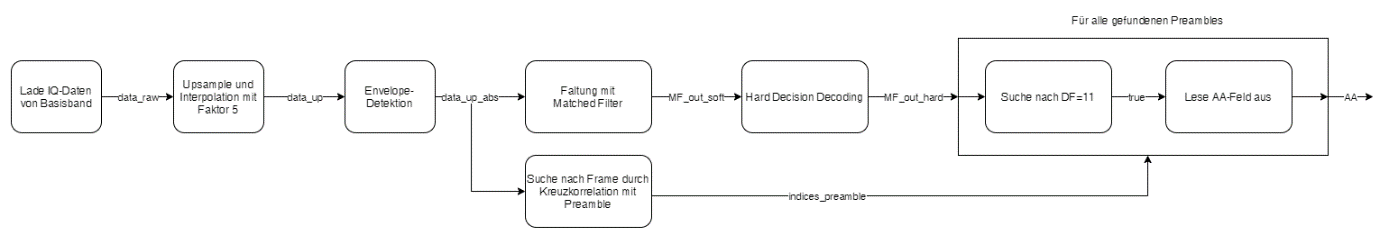 Für alle gefundenen Preambles
Lade IQ-Daten
von Basisband
data_raw
Upsample und
Interpolation mit
Faktor 5
data_up
Envelope-
Detektion
data_up_abs
Faltung mit
Matched Filter
MF_out_soft
Hard Decision Decoding
MF_out_hard
Suche nach DF=11
true
Lese AA-Feld aus
AA
Suche nach Frame durch
Kreuzkorrelation mit
Preamble
indices_preamble